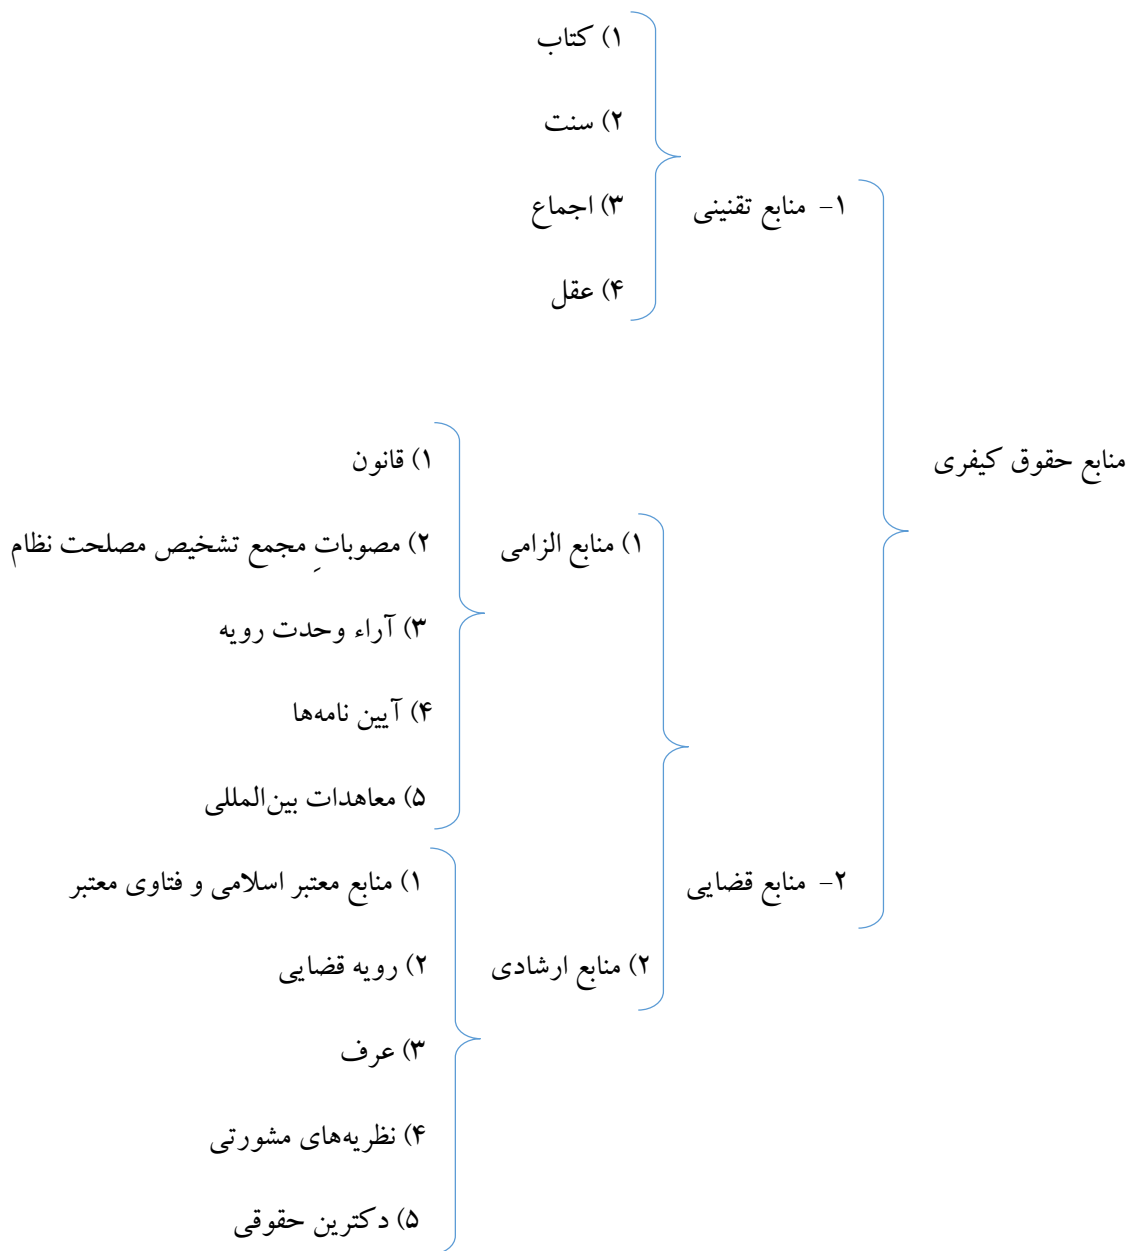 ۱) کتاب
۲) سنت
۱- منابع تقنینی
۳) اجماع
۴) عقل
منابع حقوق کیفری
۱) قانون
۱) منابع الزامی
۲) مصوباتِ مجمع تشخیص مصلحت نظام
۳) آراء وحدت رویه
۴) آیین نامه‌ها
۵) معاهدات بین‌المللی
۲- منابع قضایی
۱) منابع معتبر اسلامی و فتاوی معتبر
۲) منابع ارشادی
۲) رویه قضایی
۳) عرف
۴) نظریه‌های مشورتی
۵) دکترین حقوقی